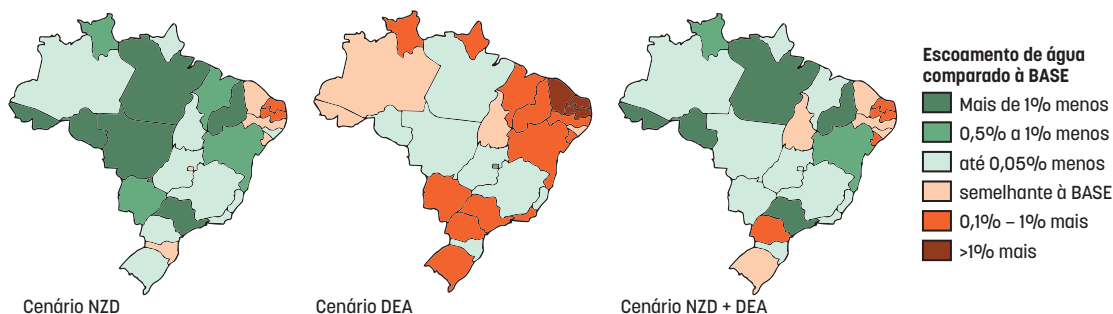 Escoamento de água
comparado à BASE
Mais de 1% menos
0,5% a 1% menos
até 0,05% menos
semelhante à BASE
0,1% – 1% mais
>1% mais
Cenário NZD
Cenário DEA
Cenário NZD + DEA